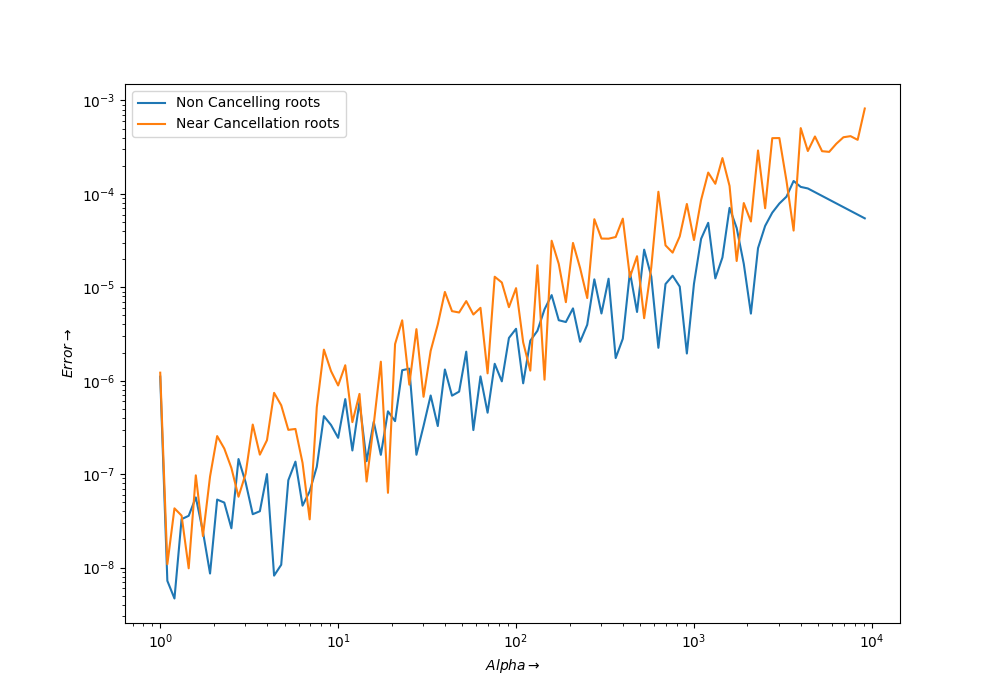 Non Cancelling roots
Near Cancellation roots
10⁻³
10⁻⁴
10⁻⁵
10⁻⁶
10⁻⁷
10⁻⁸
Error→
10⁰ 10¹ 10² 10³ 10⁴
Alpha→